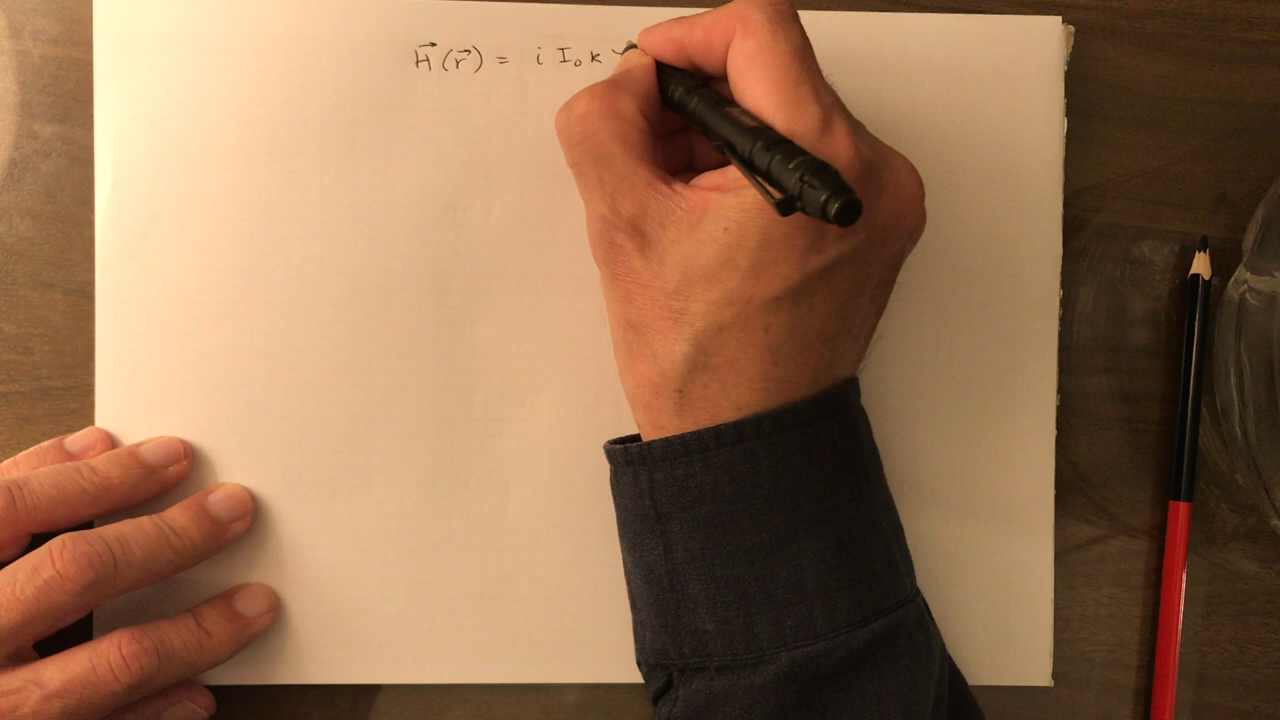 H⃗(r⃗) = i I₀ k